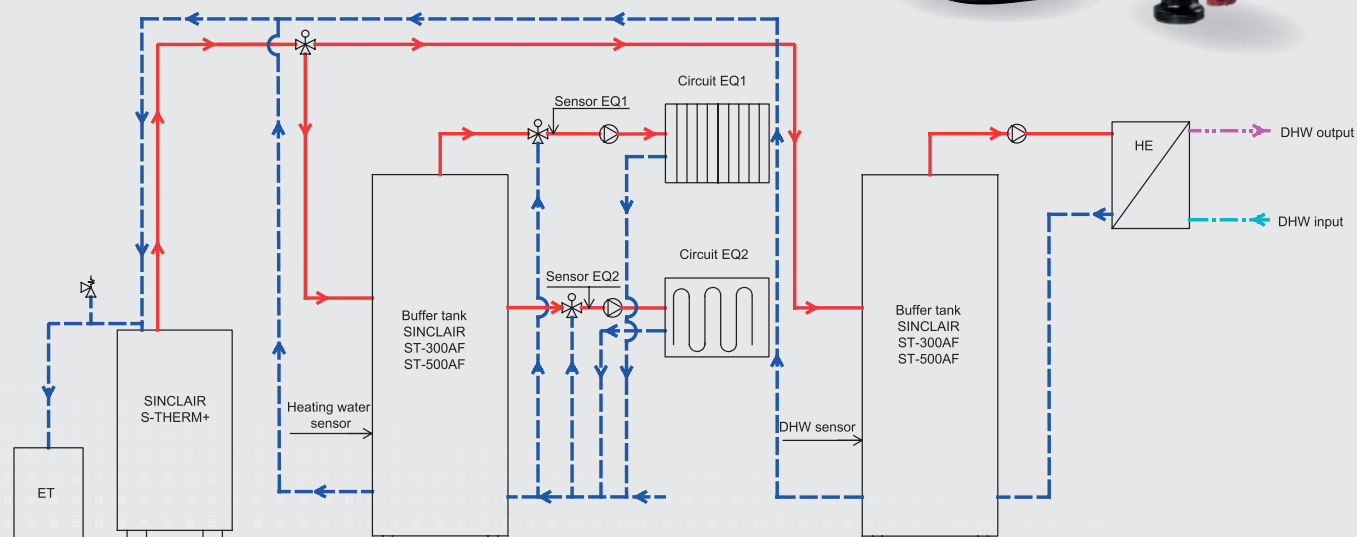 Circuit EQ1
Sensor EQ1
HE
DHW output
DHW input
Circuit EQ2
Sensor EQ2
Buffer tank
SINCLAIR
ST-300AF
ST-500AF
Buffer tank
SINCLAIR
ST-300AF
ST-500AF
SINCLAIR
S-THERM+
Heating water
sensor
DHW sensor
ET